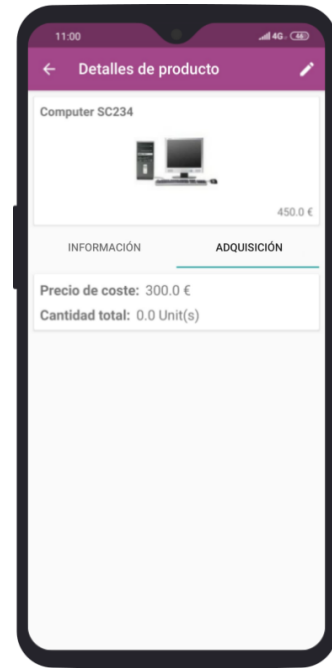 11:00
4G
Detalles de producto
Computer SC234
450.0 €
INFORMACIÓN
ADQUISICIÓN
Precio de coste: 300.0 €
Cantidad total: 0.0 Unit(s)